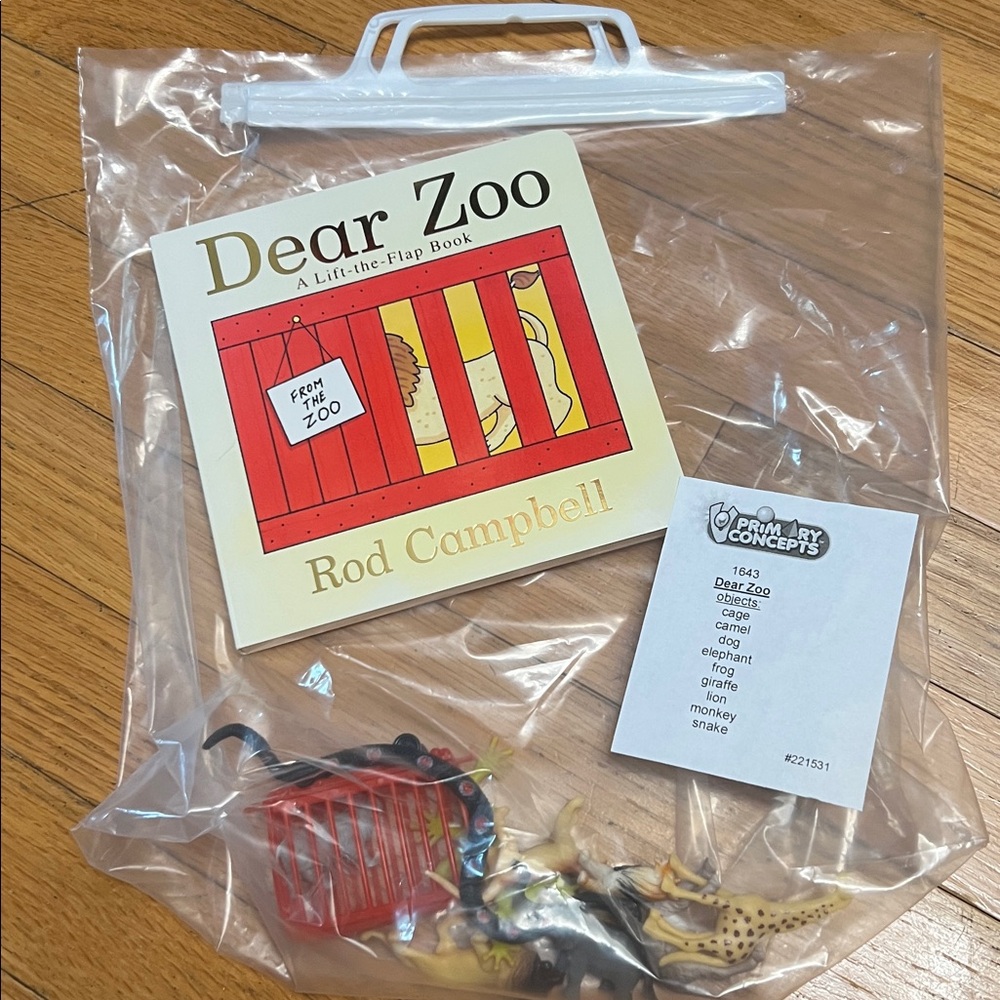 Dear Zoo
A Lift-the-Flap Book
FROM
THE
ZOO
Rod Campbell
PRIMARY
CONCEPTS
1643
Dear Zoo
objects:
cage
camel
dog
elephant
frog
giraffe
lion
monkey
snake
#221531